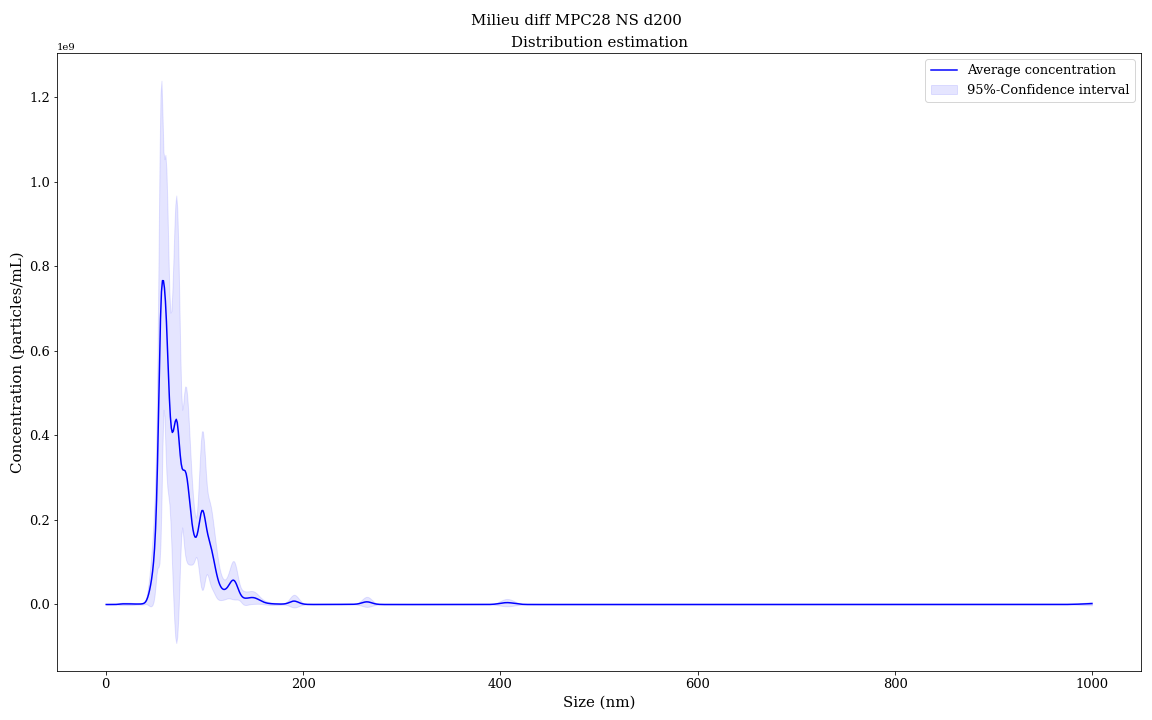 Milieu diff MPC28 NS d200
Distribution estimation
1e9
Average concentration
95%-Confidence interval
1.2
1.0
0.8
0.6
0.4
0.2
0.0
Concentration (particles/mL)
0 200 400 600 800 1000
Size (nm)